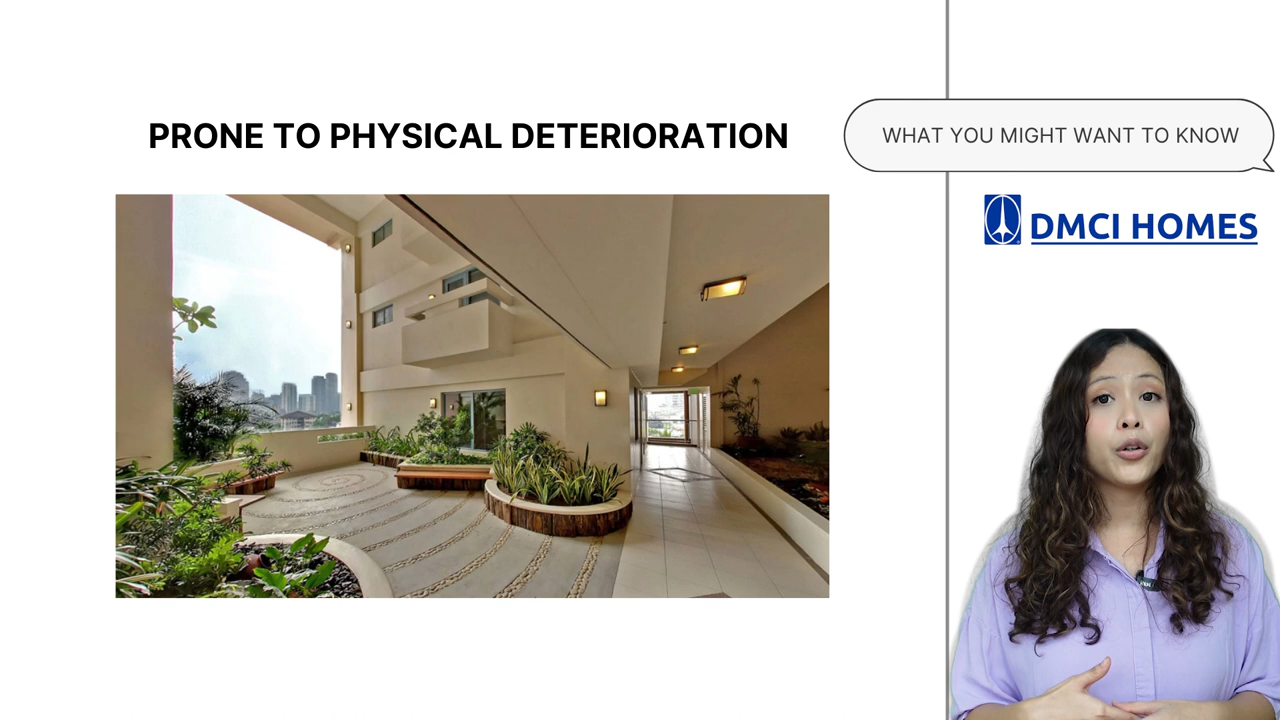 PRONE TO PHYSICAL DETERIORATION
WHAT YOU MIGHT WANT TO KNOW
DMCI HOMES